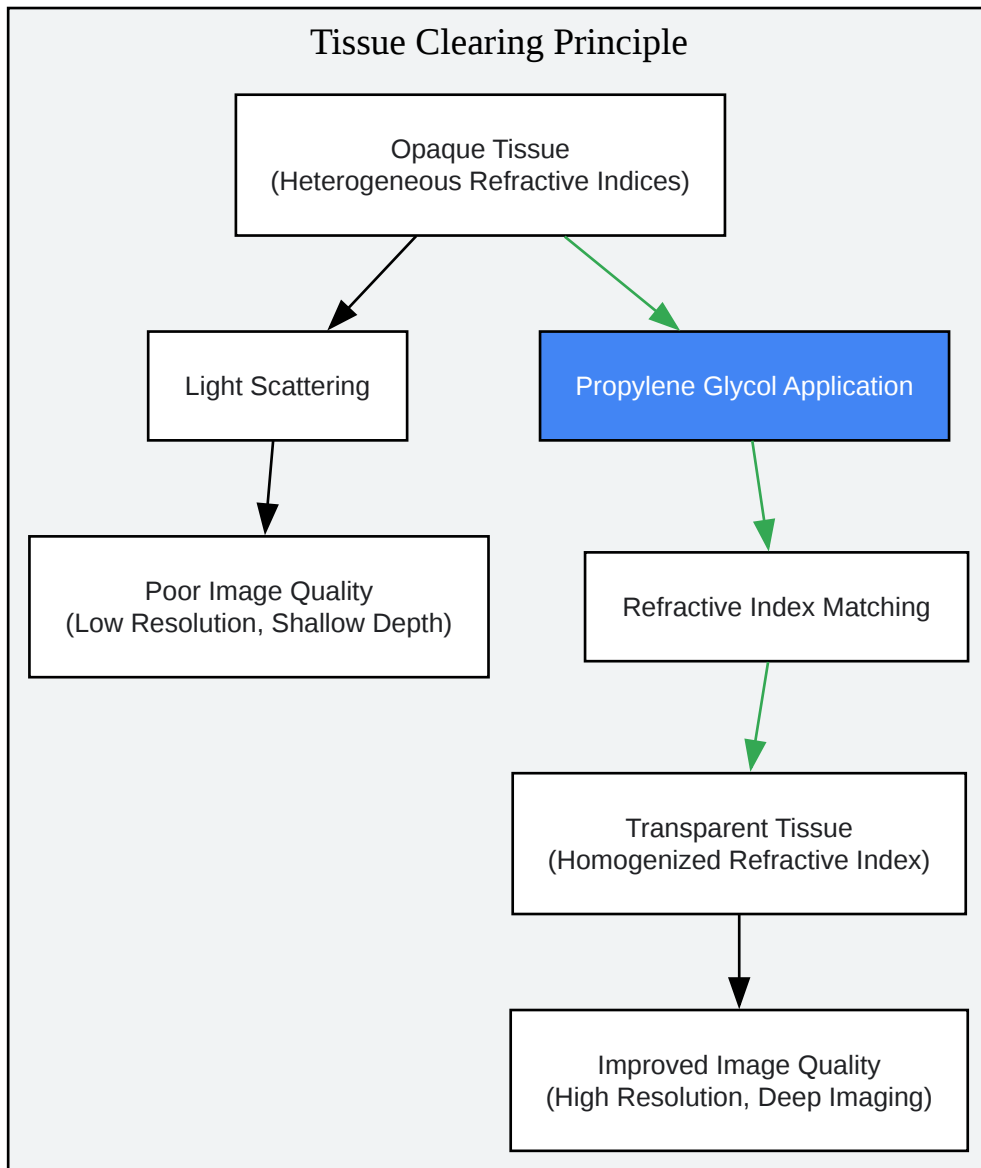 Tissue Clearing Principle
Opaque Tissue
(Heterogeneous Refractive Indices)
Light Scattering
Propylene Glycol Application
Poor Image Quality
(Low Resolution, Shallow Depth)
Refractive Index Matching
Transparent Tissue
(Homogenized Refractive Index)
Improved Image Quality
(High Resolution, Deep Imaging)